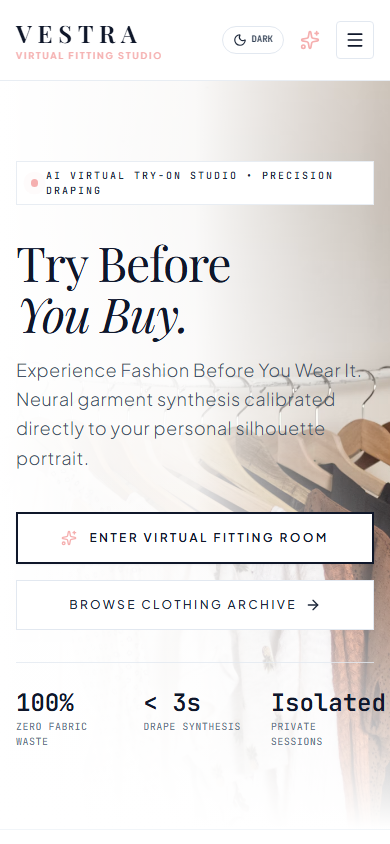 VESTRA
VIRTUAL FITTING STUDIO
DARK
AI VIRTUAL TRY-ON STUDIO • PRECISION
DRAPING
Try Before
You Buy.
Experience Fashion Before You Wear It.
Neural garment synthesis calibrated
directly to your personal silhouette
portrait.
ENTER VIRTUAL FITTING ROOM
BROWSE CLOTHING ARCHIVE →
100%
ZERO FABRIC
WASTE
< 3s
DRAPE SYNTHESIS
Isolated
PRIVATE
SESSIONS